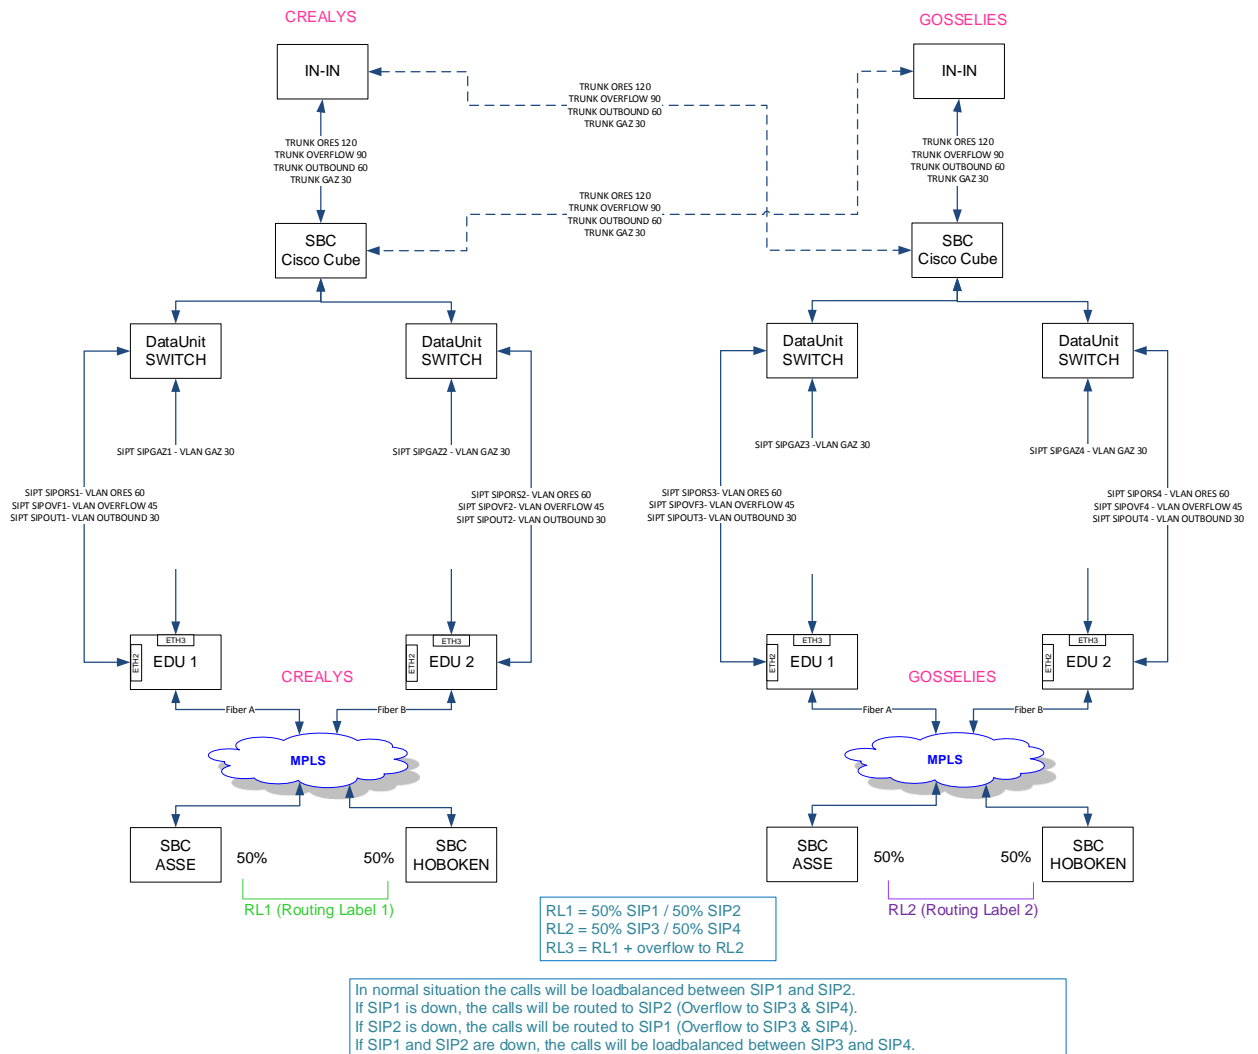 CREALYS
GOSSELIES
IN-IN
IN-IN
TRUNK ORES 120
TRUNK OVERFLOW 90
TRUNK OUTBOUND 60
TRUNK GAZ 30
TRUNK ORES 120
TRUNK OVERFLOW 90
TRUNK OUTBOUND 60
TRUNK GAZ 30
TRUNK ORES 120
TRUNK OVERFLOW 90
TRUNK OUTBOUND 60
TRUNK GAZ 30
TRUNK ORES 120
TRUNK OVERFLOW 90
TRUNK OUTBOUND 60
TRUNK GAZ 30
SBC
Cisco Cube
SBC
Cisco Cube
DataUnit
SWITCH
DataUnit
SWITCH
DataUnit
SWITCH
DataUnit
SWITCH
SIPT SIPGAZ1 - VLAN GAZ 30
SIPT SIPGAZ2 - VLAN GAZ 30
SIPT SIPGAZ3 -VLAN GAZ 30
SIPT SIPGAZ4 - VLAN GAZ 30
SIPT SIPORS1- VLAN ORES 60
SIPT SIPOVF1- VLAN OVERFLOW 45
SIPT SIPOUT1- VLAN OUTBOUND 30
SIPT SIPORS2- VLAN ORES 60
SIPT SIPOVF2- VLAN OVERFLOW 45
SIPT SIPOUT2- VLAN OUTBOUND 30
SIPT SIPORS3- VLAN ORES 60
SIPT SIPOVF3- VLAN OVERFLOW 45
SIPT SIPOUT3- VLAN OUTBOUND 30
SIPT SIPORS4 - VLAN ORES 60
SIPT SIPOVF4 - VLAN OVERFLOW 45
SIPT SIPOUT4 - VLAN OUTBOUND 30
ETH3
ETH2
EDU 1
ETH3
ETH2
EDU 2
ETH3
ETH2
EDU 1
ETH3
ETH2
EDU 2
CREALYS
GOSSELIES
Fiber A
Fiber B
Fiber A
Fiber B
MPLS
MPLS
SBC
ASSE
50%
50%
SBC
HOBOKEN
SBC
ASSE
50%
50%
SBC
HOBOKEN
RL1 (Routing Label 1)
RL2 (Routing Label 2)
RL1 = 50% SIP1 / 50% SIP2
RL2 = 50% SIP3 / 50% SIP4
RL3 = RL1 + overflow to RL2
In normal situation the calls will be loadbalanced between SIP1 and SIP2.
If SIP1 is down, the calls will be routed to SIP2 (Overflow to SIP3 & SIP4).
If SIP2 is down, the calls will be routed to SIP1 (Overflow to SIP3 & SIP4).
If SIP1 and SIP2 are down, the calls will be loadbalanced between SIP3 and SIP4.